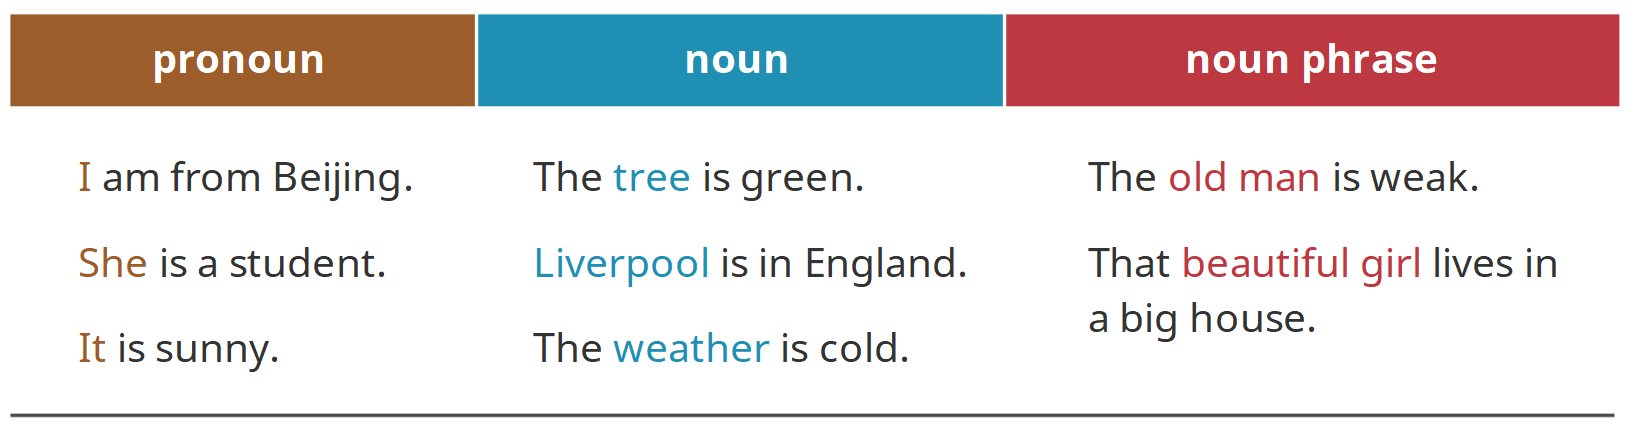 pronoun noun noun phrase
I am from Beijing. The tree is green. The old man is weak.
She is a student. Liverpool is in England. That beautiful girl lives in
a big house.
It is sunny. The weather is cold.